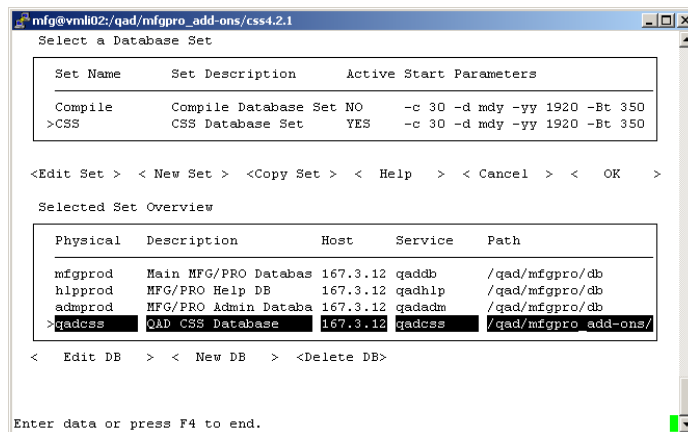 mfg@vmli02:/qad/mfgpro_add-ons/css4.2.1
Select a Database Set
Set Name Set Description Active Start Parameters
Compile Compile Database Set NO -c 30 -d mdy -yy 1920 -Bt 350
>CSS CSS Database Set YES -c 30 -d mdy -yy 1920 -Bt 350
<Edit Set > < New Set > <Copy Set > < Help > < Cancel > < OK >
Selected Set Overview
Physical Description Host Service Path
mfgprod Main MFG/PRO Databas 167.3.12 qaddb /qad/mfgpro/db
hlpprod MFG/PRO Help DB 167.3.12 qadhlp /qad/mfgpro/db
admprod MFG/PRO Admin Databa 167.3.12 qadadm /qad/mfgpro/db
>qadcss QAD CSS Database 167.3.12 qadcss /qad/mfgpro_add-ons/
< Edit DB > < New DB > <Delete DB>
Enter data or press F4 to end.